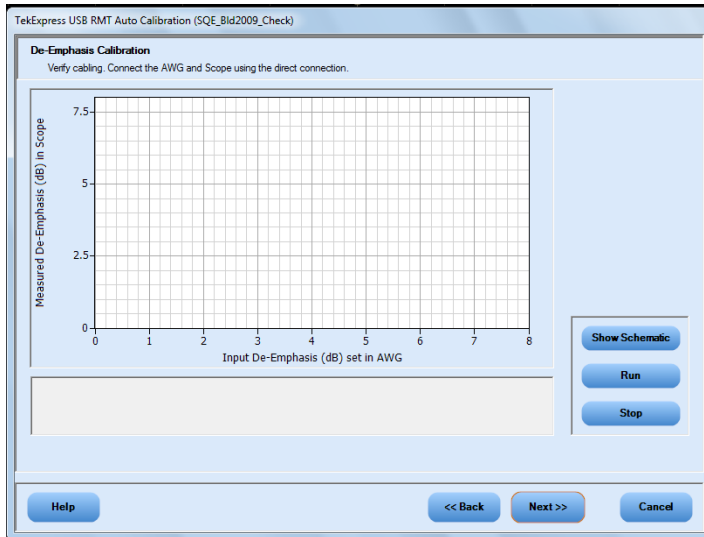 TekExpress USB RMT Auto Calibration (SQE_Bld2009_Check)
De-Emphasis Calibration
Verify cabling. Connect the AWG and Scope using the direct connection.
Measured De-Emphasis (dB) in Scope
7.5
5
2.5
0
0 1 2 3 4 5 6 7 8
Input De-Emphasis (dB) set in AWG
Show Schematic
Run
Stop
Help
<< Back
Next >>
Cancel